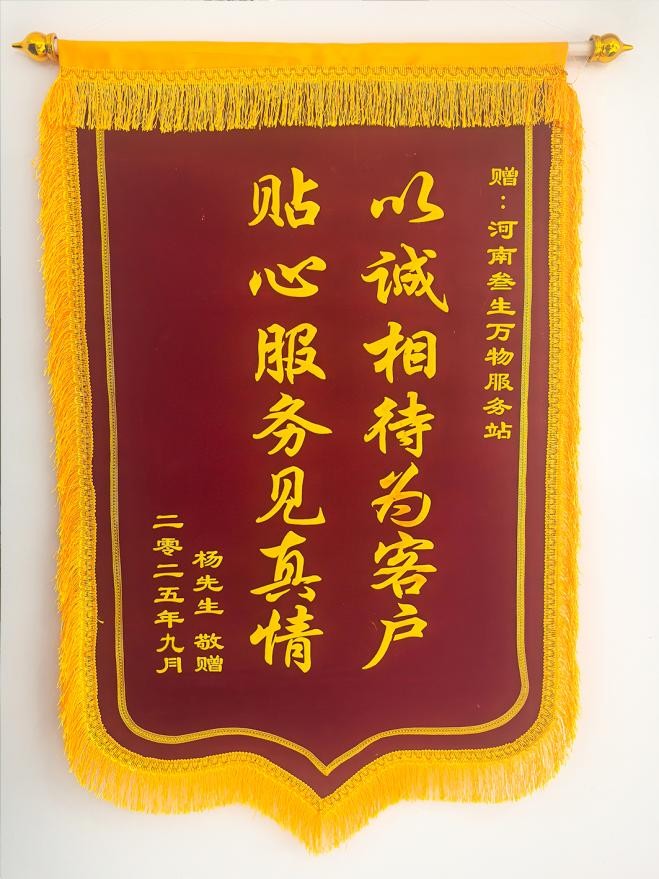 赠：河南叁生万物服务站
以诚相待为客户
贴心服务见真情
杨先生 敬赠
二零二五年九月